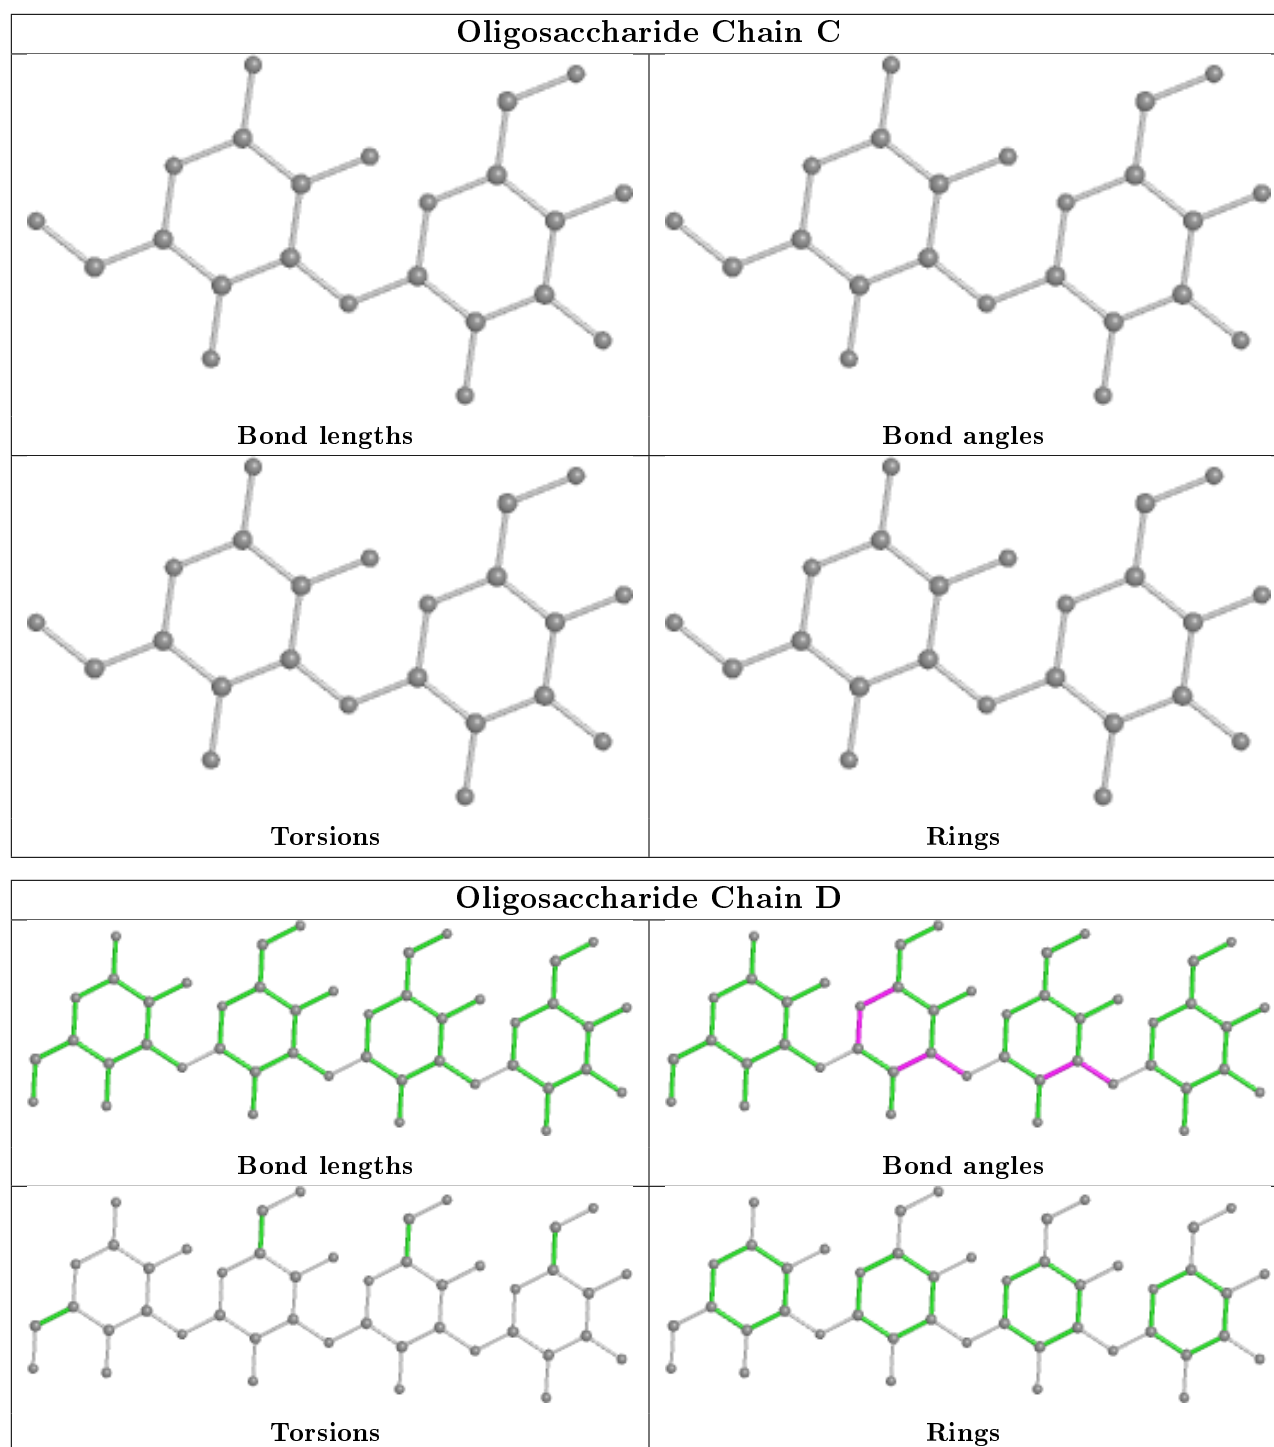 Oligosaccharide Chain C
Bond lengths
Bond angles
Torsions
Rings
Oligosaccharide Chain D
Bond lengths
Bond angles
Torsions
Rings